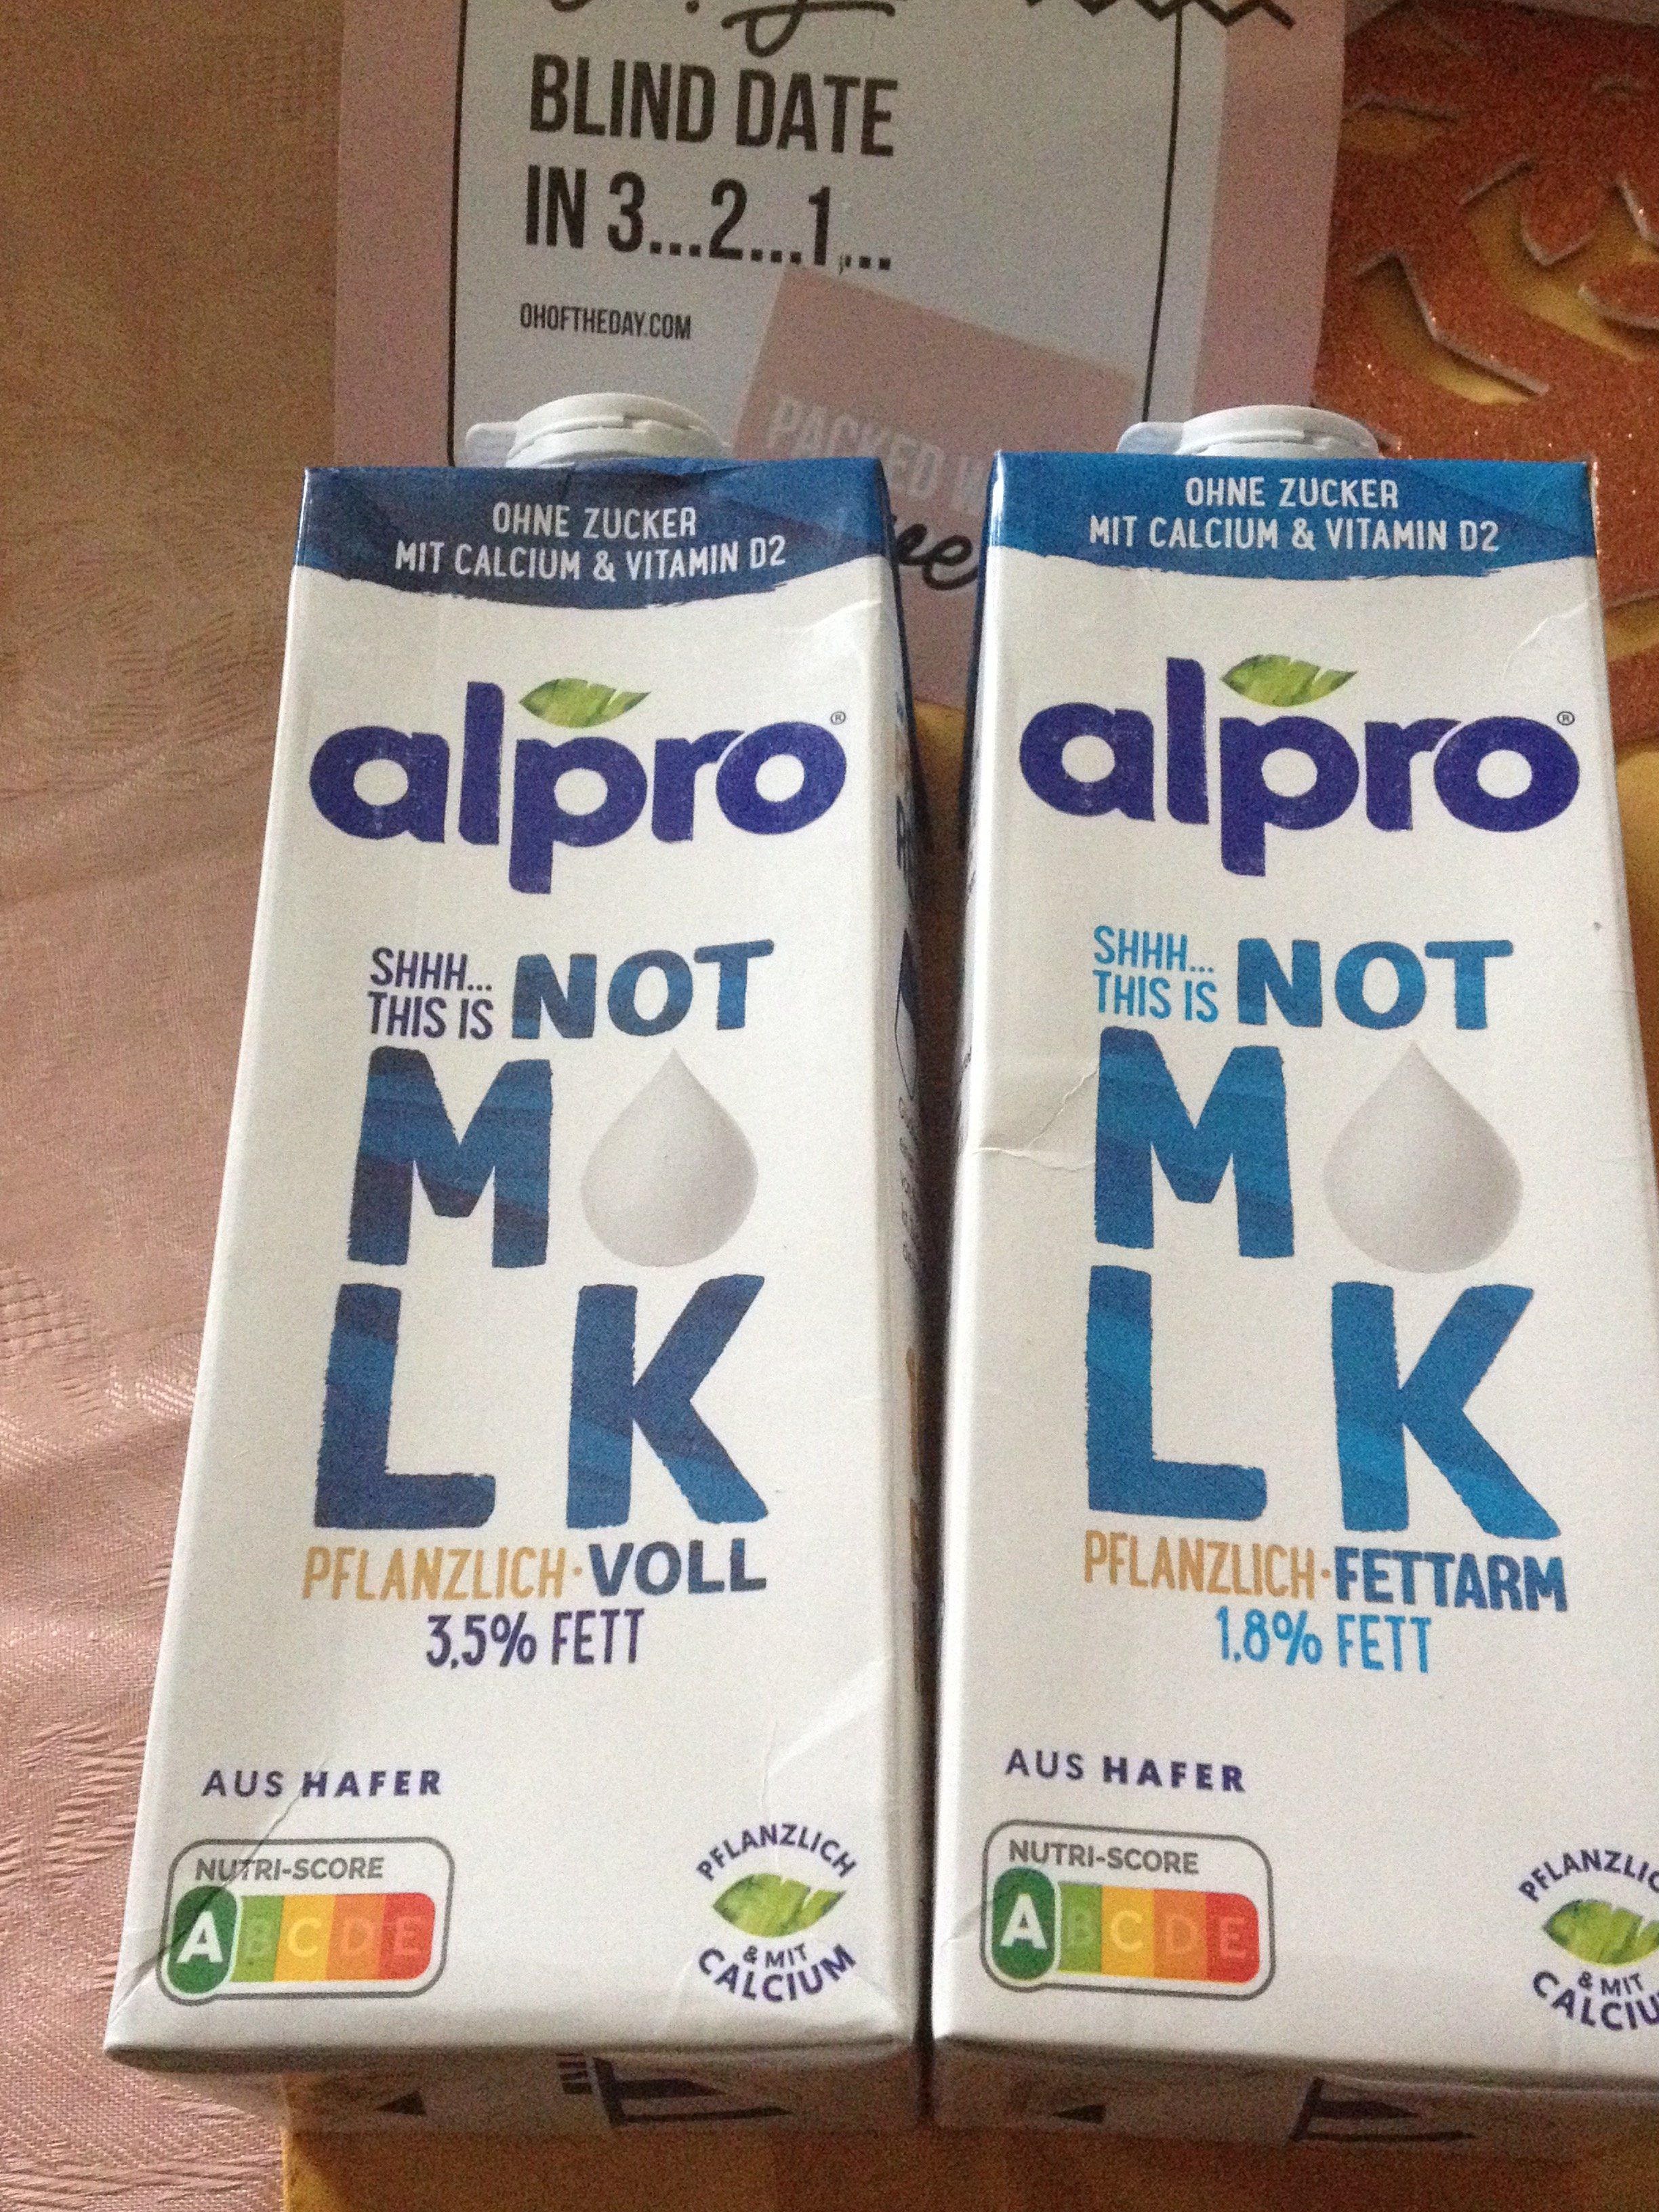 BLIND DATE
IN 3...2...1,...
OHOFTHEDAY.COM
PACKED
OHNE ZUCKER
MIT CALCIUM & VITAMIN D2
alpro®
SHHH...
THIS IS NOT
M LK
PFLANZLICH·VOLL
3,5% FETT
AUS HAFER
NUTRI-SCORE
A B C D E
PFLANZLICH
& MIT
CALCIUM
OHNE ZUCKER
MIT CALCIUM & VITAMIN D2
alpro®
SHHH...
THIS IS NOT
M LK
PFLANZLICH·FETTARM
1,8% FETT
AUS HAFER
NUTRI-SCORE
A B C D E
& MIT